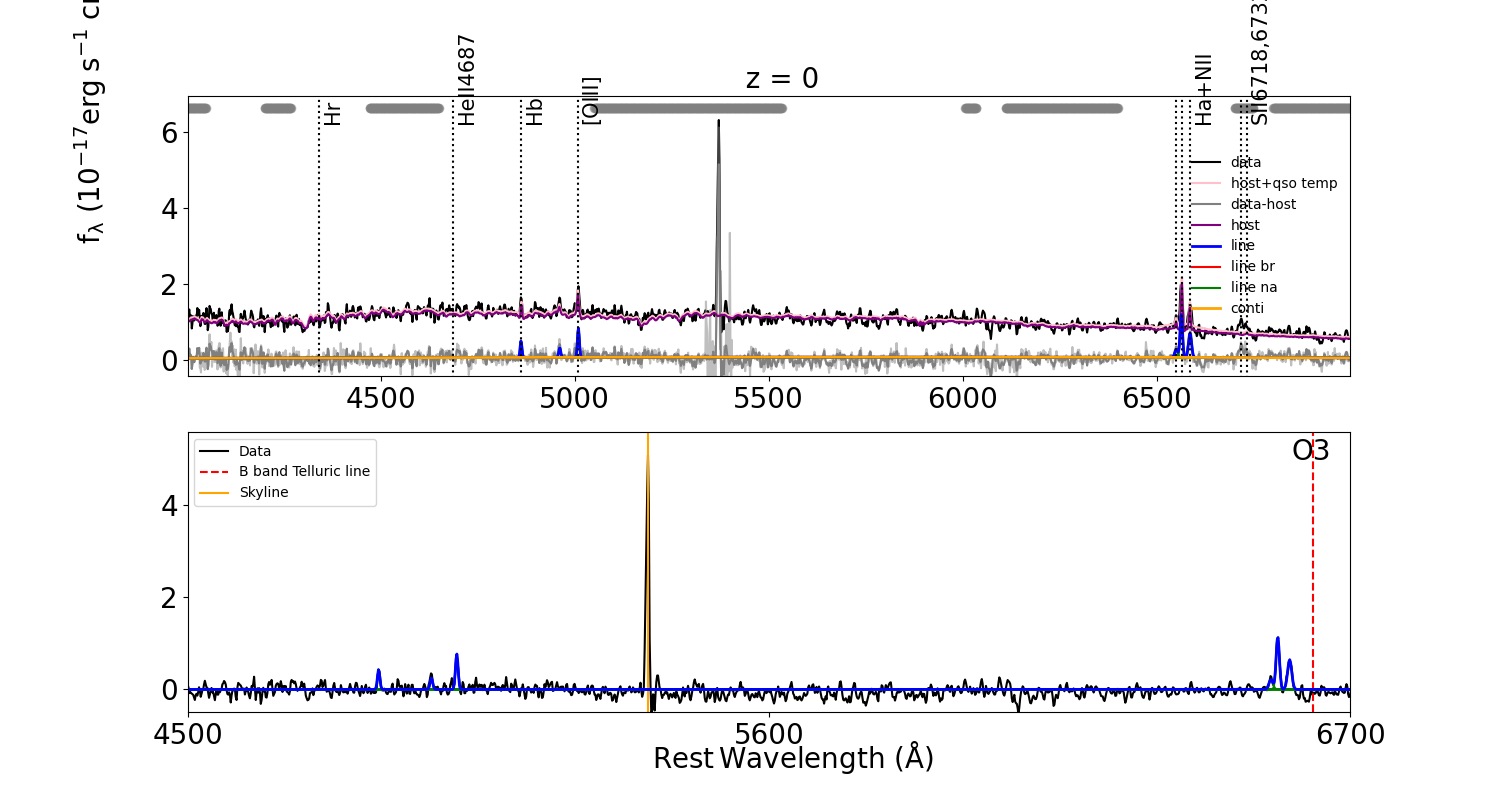 z = 0
f_λ (10^−17 erg s^−1
Hr
HeII4687
Hb
[OIII]
Ha+NII
SII6718,673
6
4
2
0
data
host+qso temp
data-host
host
line
line br
line na
conti
4500
5000
5500
6000
6500
Data
B band Telluric line
Skyline
O3
4
2
0
4500
5600
6700
Rest Wavelength (Å)